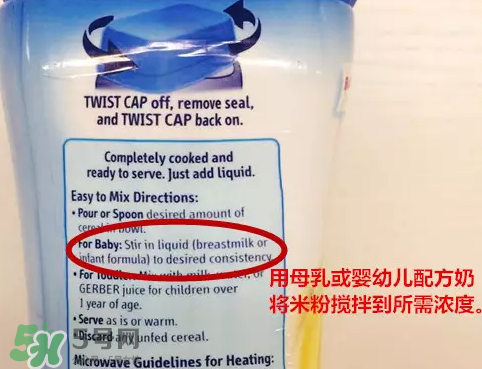 TWIST CAP off, remove seal,
and TWIST CAP back on.
Completely cooked and
ready to serve. Just add liquid.
Easy to Mix Directions:
• Pour or Spoon desired amount of
cereal in bowl.
• For Baby: Stir in liquid (breastmilk or
infant formula) to desired consistency.
• For Toddler: Mix with milk, water, or
GERBER juice for children over
1 year of age.
用母乳或婴幼儿配方奶
将米粉搅拌到所需浓度。
• Serve as is or warm.
• Discard any unfed cereal.
5号网
Microwave Guidelines for Heating: